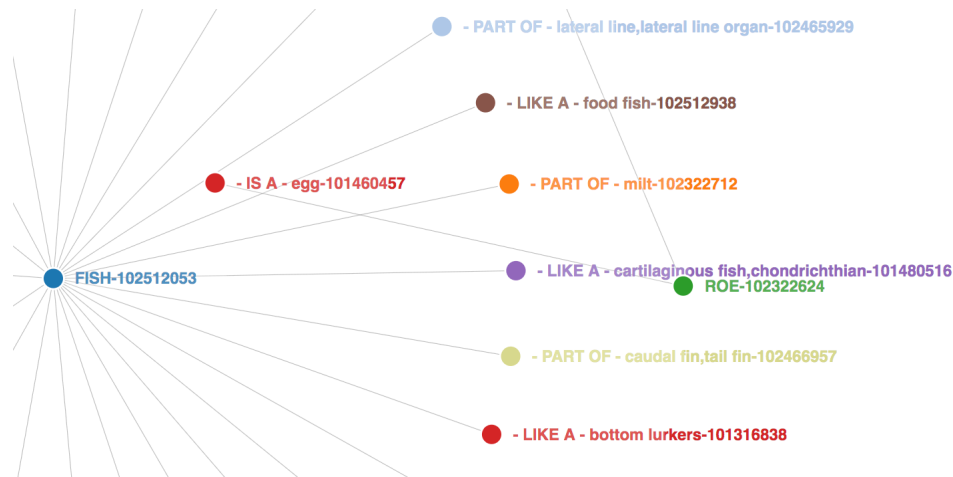 - PART OF - lateral line,lateral line organ-102465929
- LIKE A - food fish-102512938
- IS A - egg-101460457
- PART OF - milt-102322712
- LIKE A - cartilaginous fish,chondrichthian-101480516
FISH-102512053
ROE-102322624
- PART OF - caudal fin,tail fin-102466957
- LIKE A - bottom lurkers-101316838